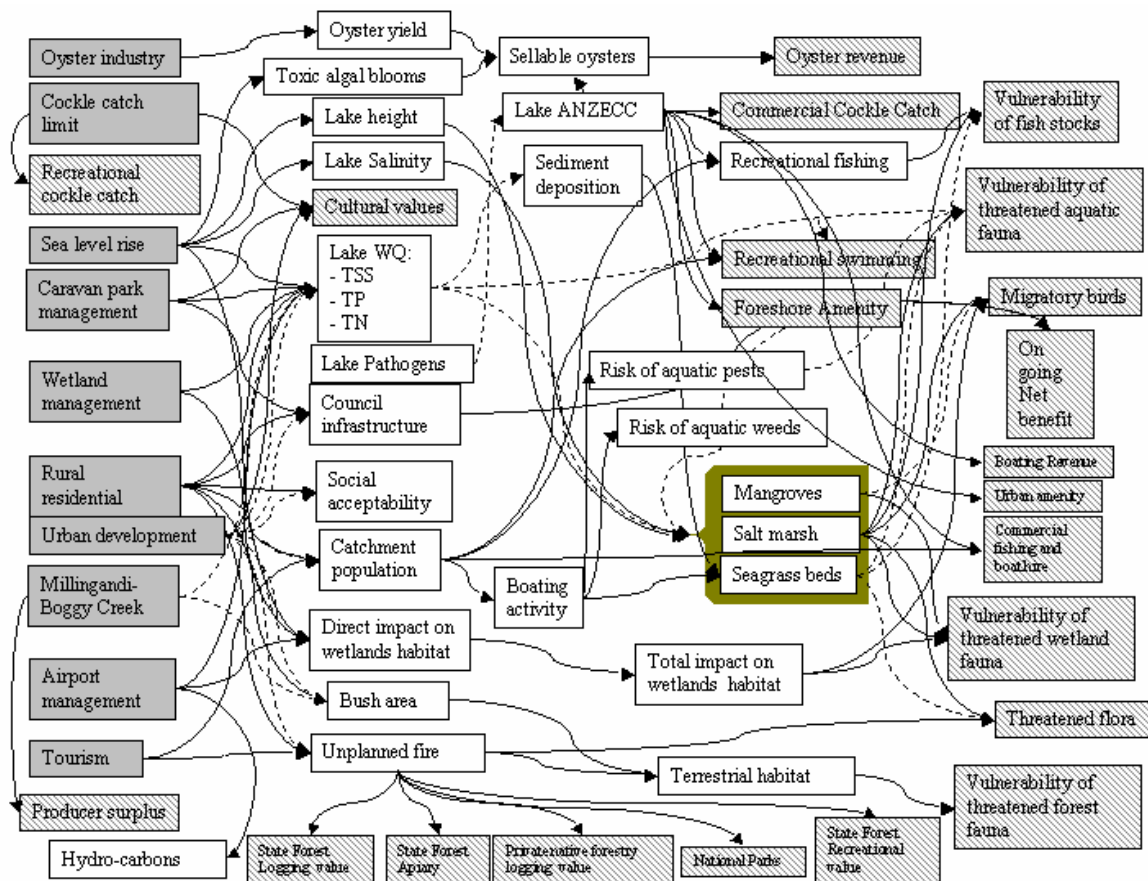 Oyster industry
Cockle catch
limit
Recreational
cockle catch
Sea level rise
Caravan park
management
Wetland
management
Rural
residential
Urban development
Millingandi-
Boggy Creek
Airport
management
Tourism
Producer surplus
Hydro-carbons
Oyster yield
Toxic algal blooms
Lake height
Lake Salinity
Cultural values
Lake WQ:
- TSS
- TP
- TN
Lake Pathogens
Council
infrastructure
Social
acceptability
Catchment
population
Direct impact on
wetlands habitat
Bush area
Unplanned fire
State Forest
Logging value
State Forest
Apiary
Private native forestry
logging value
National Parks
State Forest
Recreational
value
Sellable oysters
Lake ANZECC
Sediment
deposition
Risk of aquatic pests
Risk of aquatic weeds
Boating
activity
Total impact on
wetlands habitat
Terrestrial habitat
Oyster revenue
Commercial Cockle Catch
Recreational fishing
Recreational swimming
Foreshore Amenity
Mangroves
Salt marsh
Seagrass beds
Vulnerability
of fish stocks
Vulnerability of
threatened aquatic
fauna
Migratory birds
On
going
Net
benefit
Boating Revenue
Urban amenity
Commercial
fishing and
boathire
Vulnerability of
threatened wetland
fauna
Threatened flora
Vulnerability of
threatened forest
fauna